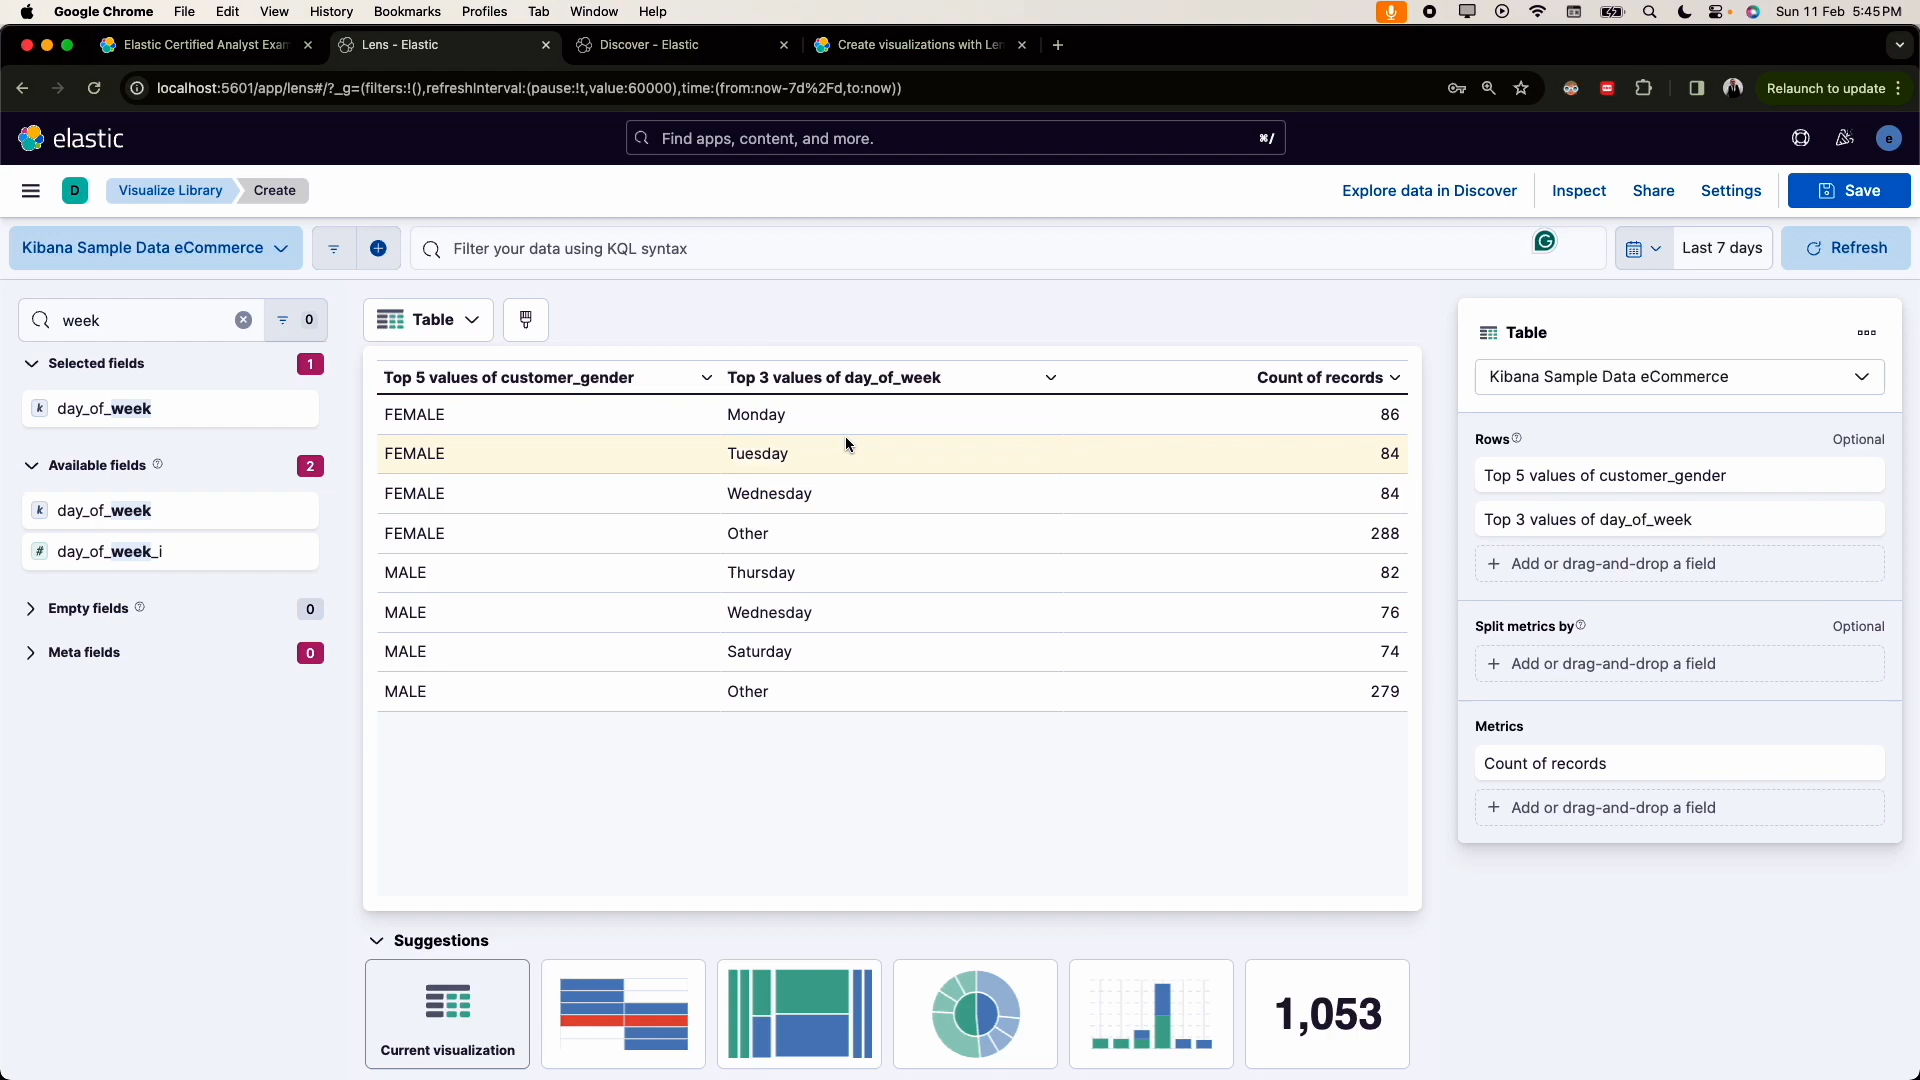 Google Chrome File Edit View History Bookmarks Profiles Tab Window Help Sun 11 Feb 5:45 PM
Elastic Certified Analyst Exam Lens - Elastic Discover - Elastic Create visualizations with Len
localhost:5601/app/lens#/?_g=(filters:!(),refreshInterval:(pause:!t,value:60000),time:(from:now-7d%2Fd,to:now)) Relaunch to update
elastic Find apps, content, and more. ⌘/ e
D Visualize Library Create Explore data in Discover Inspect Share Settings Save
Kibana Sample Data eCommerce Filter your data using KQL syntax Last 7 days Refresh
week 0
Selected fields 1
k day_of_week
Available fields 2
k day_of_week
# day_of_week_i
Empty fields 0
Meta fields 0
Table
Top 5 values of customer_gender Top 3 values of day_of_week Count of records
FEMALE Monday 86
FEMALE Tuesday 84
FEMALE Wednesday 84
FEMALE Other 288
MALE Thursday 82
MALE Wednesday 76
MALE Saturday 74
MALE Other 279
Suggestions
Current visualization
1,053
Table
Kibana Sample Data eCommerce
Rows Optional
Top 5 values of customer_gender
Top 3 values of day_of_week
+ Add or drag-and-drop a field
Split metrics by Optional
+ Add or drag-and-drop a field
Metrics
Count of records
+ Add or drag-and-drop a field